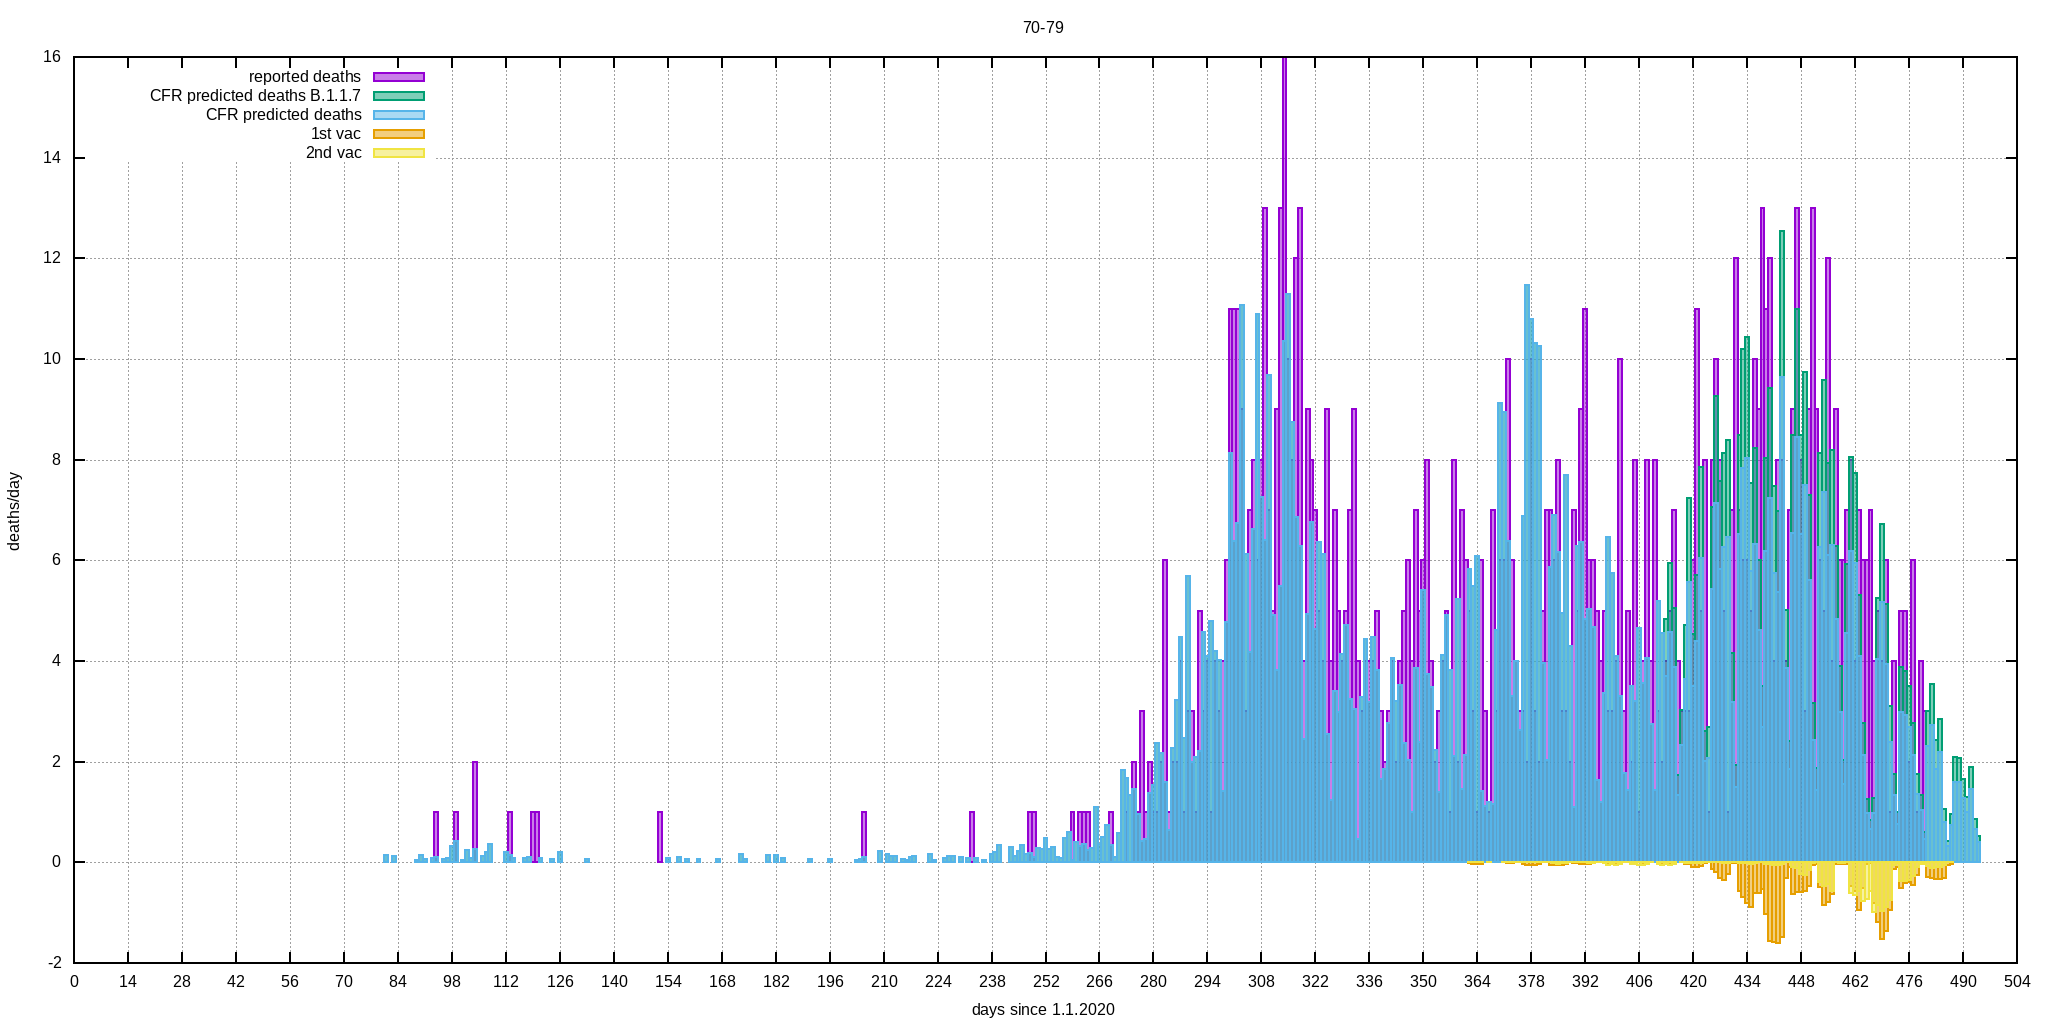 70-79
reported deaths
CFR predicted deaths B.1.1.7
CFR predicted deaths
1st vac
2nd vac
16
14
12
10
8
6
4
2
0
-2
deaths/day
0 14 28 42 56 70 84 98 112 126 140 154 168 182 196 210 224 238 252 266 280 294 308 322 336 350 364 378 392 406 420 434 448 462 476 490 504
days since 1.1.2020